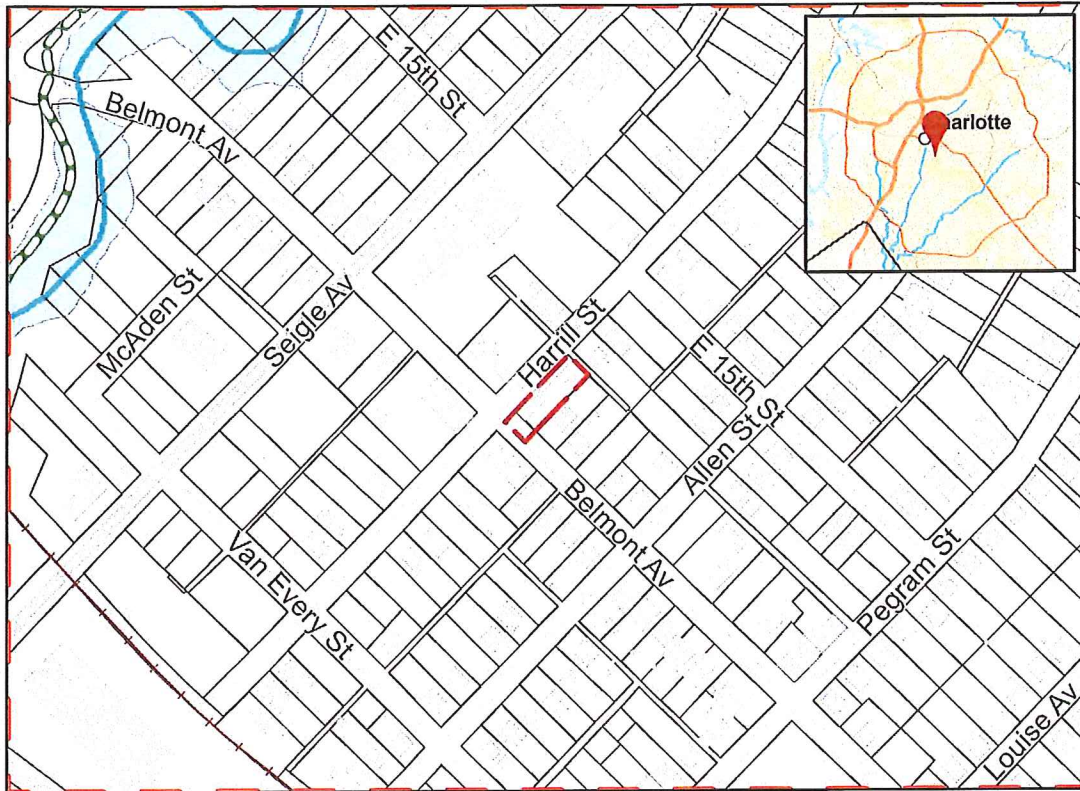 E 15th St
Belmont Av
arlotte
McAden St
Seigle Av
Harrill St
E 15th St
Allen St
Belmont Av
Van Every St
Pegram St
Louise Av